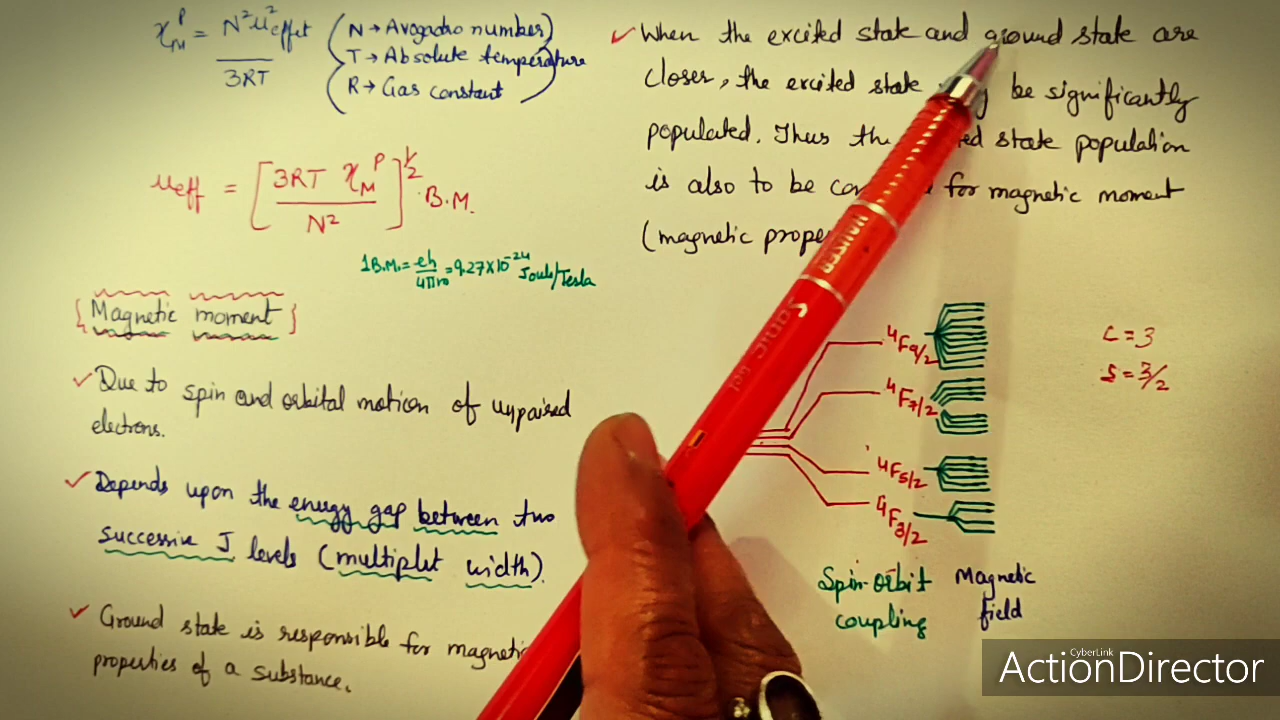 χ_M^P = N²μ²effet / 3RT
(N → Avogadro number)
T → Absolute temperature
R → Gas constant
μeff = [3RT χ_M^P / N²]^½ B.M.
1 B.M. = eh/4πm = 9.27×10⁻²⁴ Joule/Tesla
{Magnetic moment}
✓ Due to spin and orbital motion of unpaired
electrons.
✓ Depends upon the energy gap between two
successive J levels (multiplet width).
✓ Ground state is responsible for magnetic
properties of a substance.
✓ When the excited state and ground state are
closer, the excited state be significantly
populated. Thus the state population
is also to be for magnetic moment
(magnetic
⁴F9/2
⁴F7/2
⁴F5/2
⁴F3/2
L = 3
S = 3/2
Spin-orbit
coupling
Magnetic
field
HAUSER
SONIC gel
CyberLink
ActionDirector